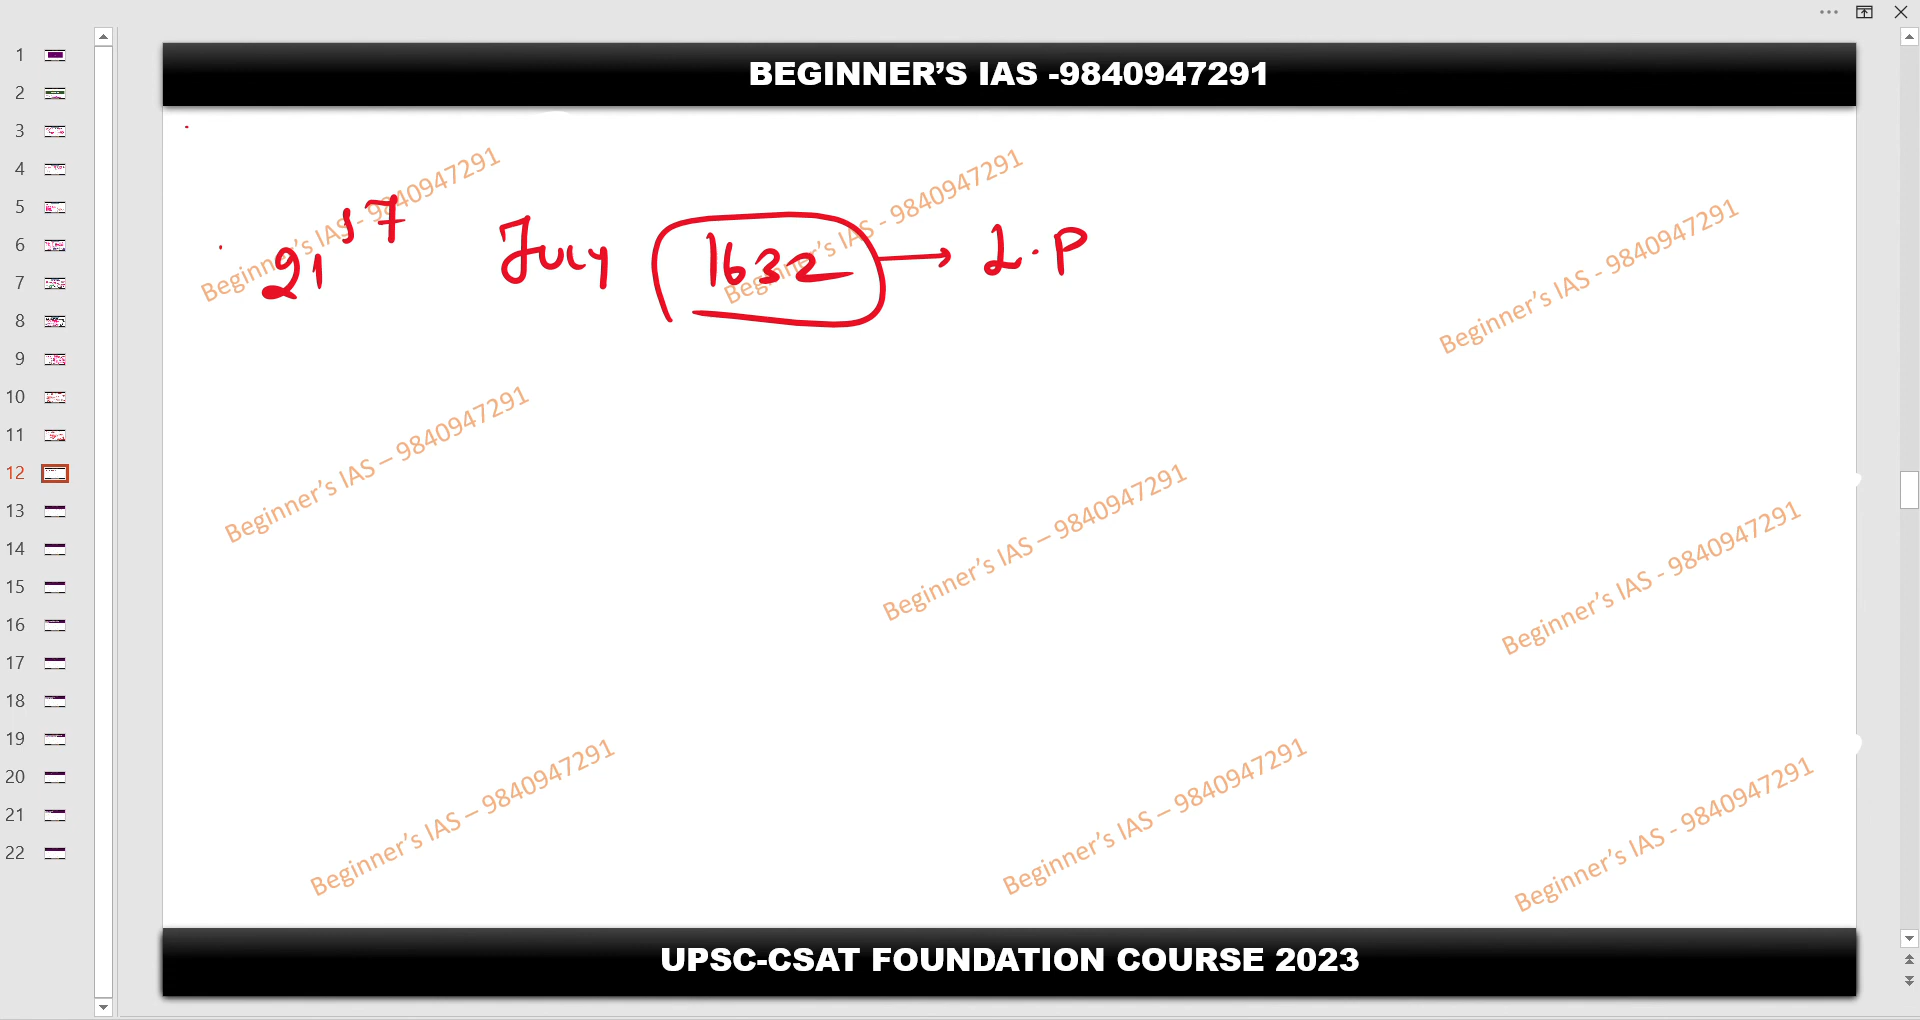 BEGINNER’S IAS -9840947291
21st July 1632 → L.P
Beginner’s IAS - 9840947291
Beginner’s IAS - 9840947291
Beginner’s IAS - 9840947291
Beginner’s IAS – 9840947291
Beginner’s IAS – 9840947291
Beginner’s IAS - 9840947291
Beginner’s IAS – 9840947291
Beginner’s IAS – 9840947291
Beginner’s IAS - 9840947291
UPSC-CSAT FOUNDATION COURSE 2023
1
2
3
4
5
6
7
8
9
10
11
12
13
14
15
16
17
18
19
20
21
22